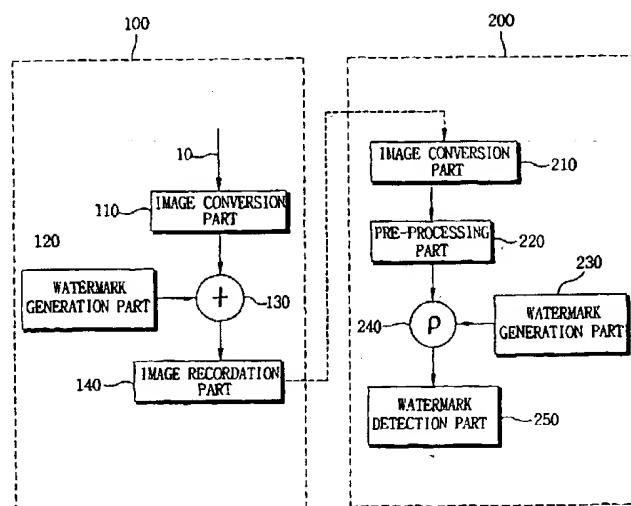 100
200
10
IMAGE CONVERSION
PART
110
120
WATERMARK
GENERATION PART
+
130
IMAGE RECORDATION
PART
140
IMAGE CONVERSION
PART
210
PRE-PROCESSING
PART
220
230
WATERMARK
GENERATION PART
240
ρ
WATERMARK
DETECTION PART
250